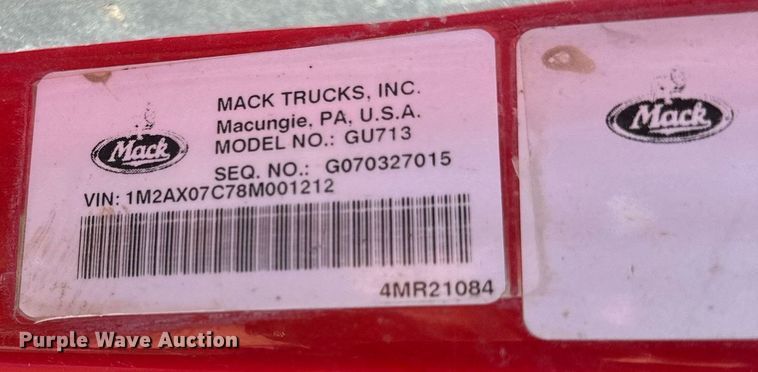 MACK TRUCKS, INC.
Macungie, PA, U.S.A.
MODEL NO.: GU713
SEQ. NO.: G070327015
Mack
VIN: 1M2AX07C78M001212
4MR21084
Mack
Purple Wave Auction